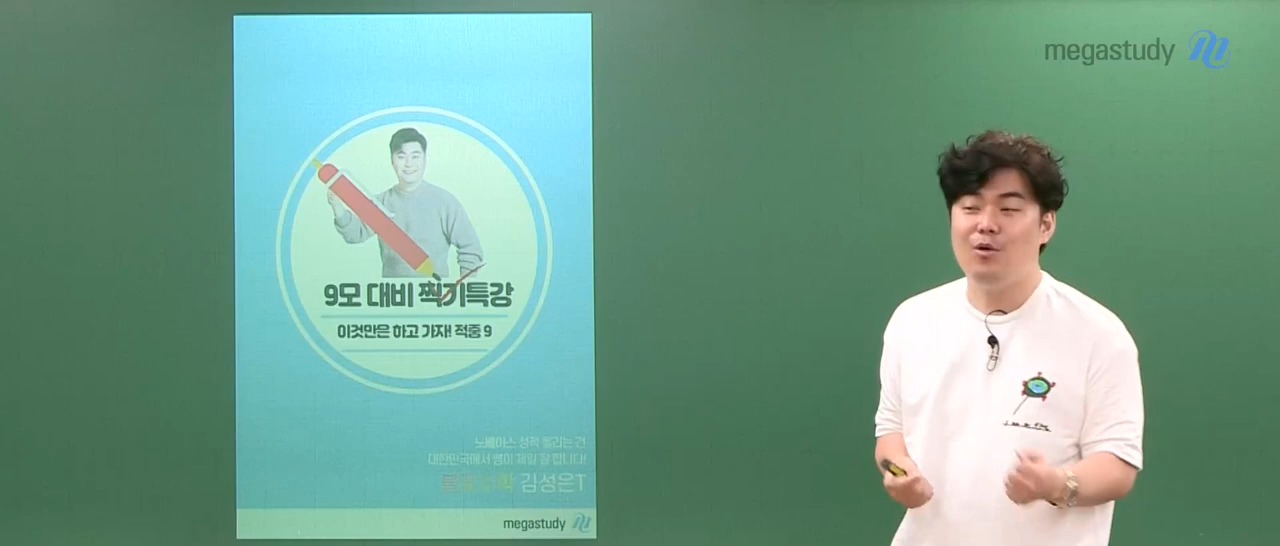 megastudy
9모 대비 찍기특강
이것만은 하고 가자! 적중 9
노베이스 성적 올리는 건
대한민국에서 쌤이 제일 잘 합니다!
김성은T
megastudy